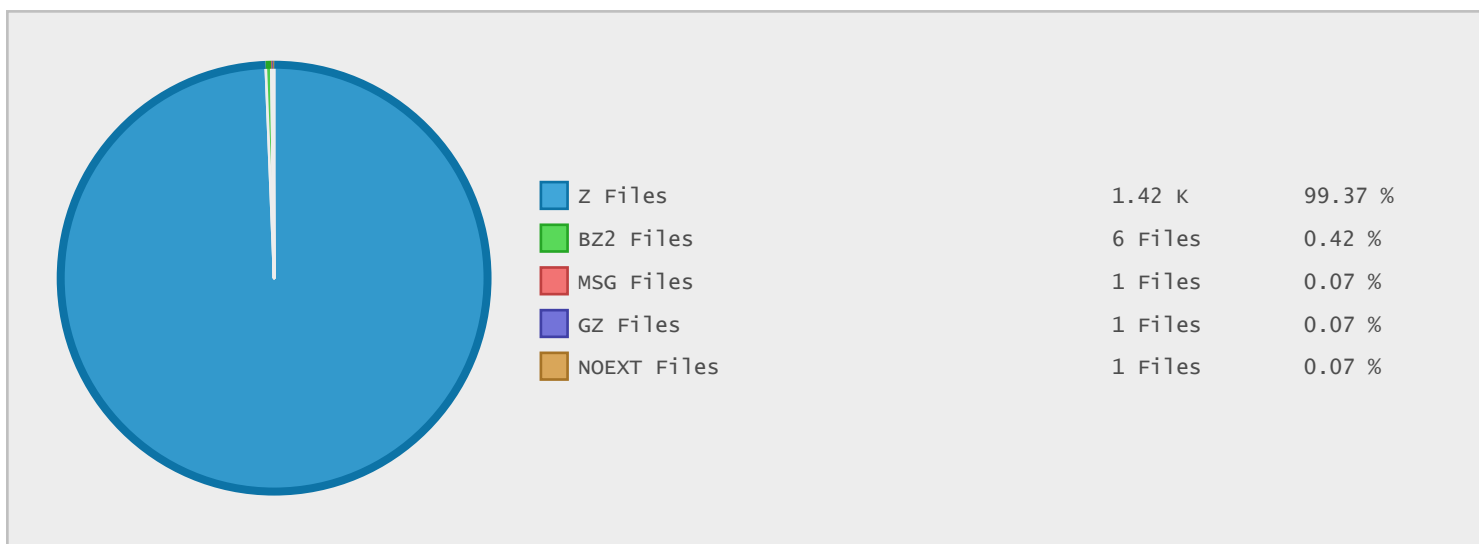 Z Files 1.42 K 99.37 %
BZ2 Files 6 Files 0.42 %
MSG Files 1 Files 0.07 %
GZ Files 1 Files 0.07 %
NOEXT Files 1 Files 0.07 %